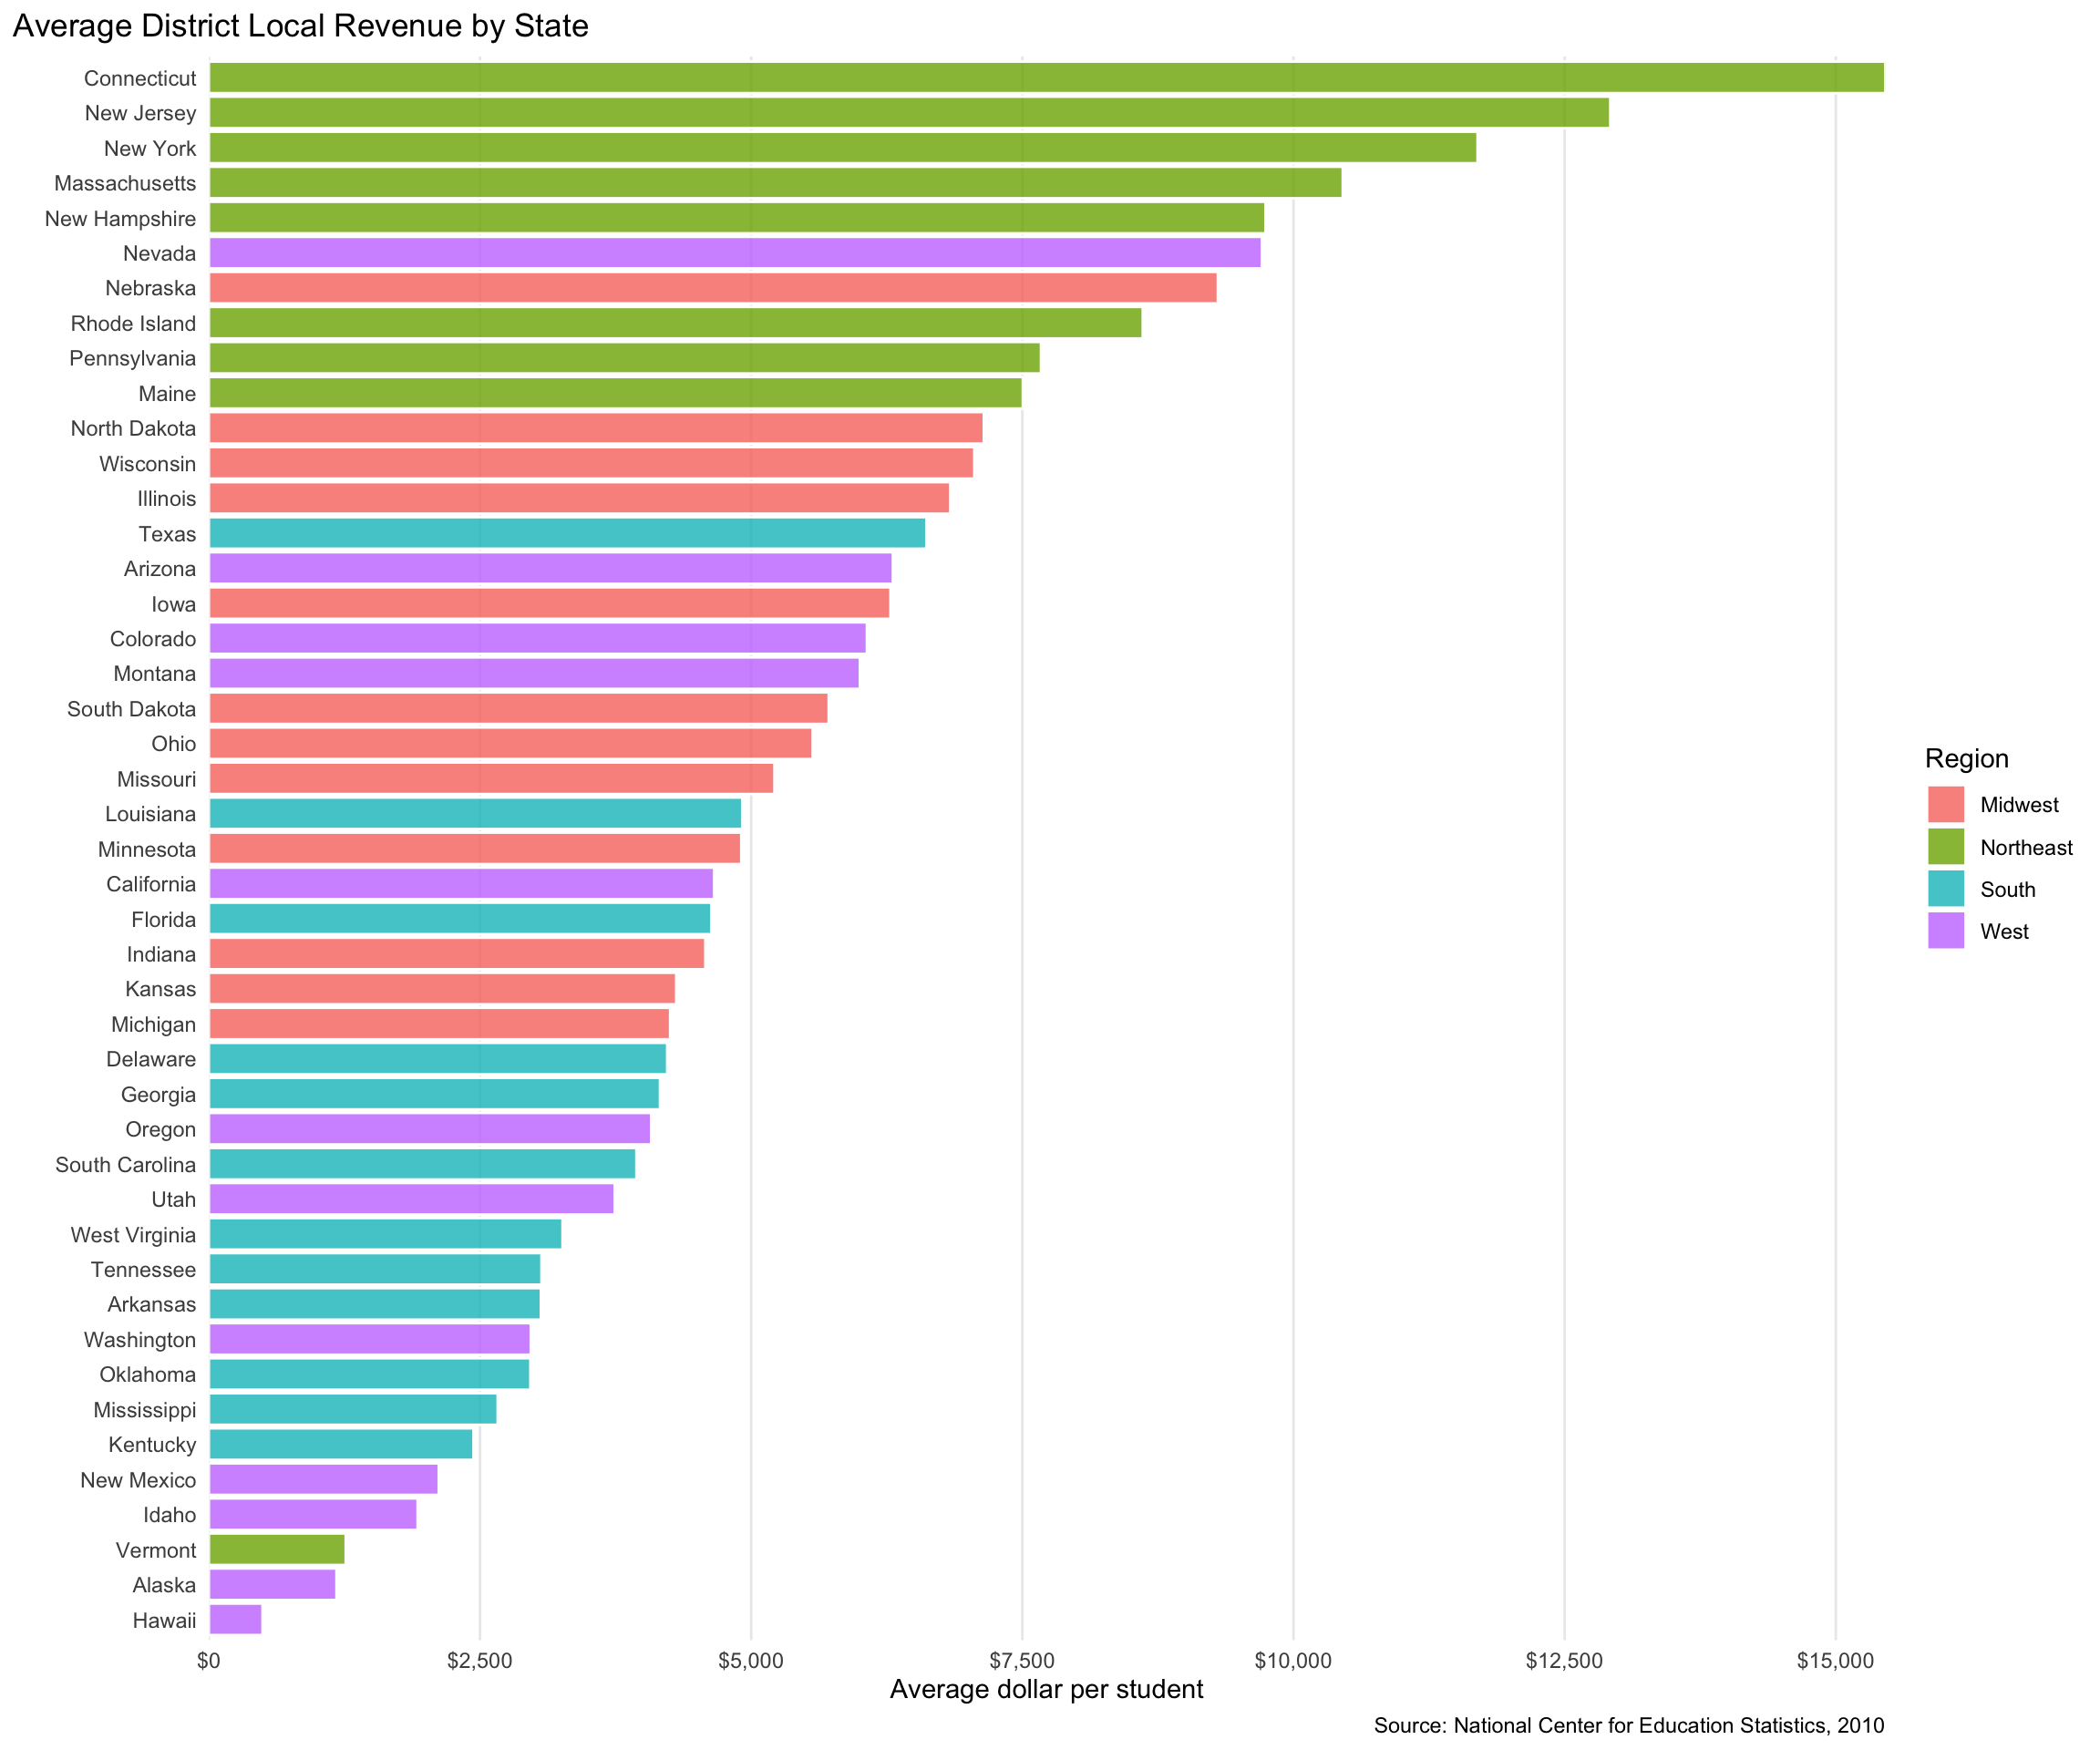 Average District Local Revenue by State
Connecticut
New Jersey
New York
Massachusetts
New Hampshire
Nevada
Nebraska
Rhode Island
Pennsylvania
Maine
North Dakota
Wisconsin
Illinois
Texas
Arizona
Iowa
Colorado
Montana
South Dakota
Ohio
Missouri
Louisiana
Minnesota
California
Florida
Indiana
Kansas
Michigan
Delaware
Georgia
Oregon
South Carolina
Utah
West Virginia
Tennessee
Arkansas
Washington
Oklahoma
Mississippi
Kentucky
New Mexico
Idaho
Vermont
Alaska
Hawaii
$0 $2,500 $5,000 $7,500 $10,000 $12,500 $15,000
Average dollar per student
Region
Midwest
Northeast
South
West
Source: National Center for Education Statistics, 2010